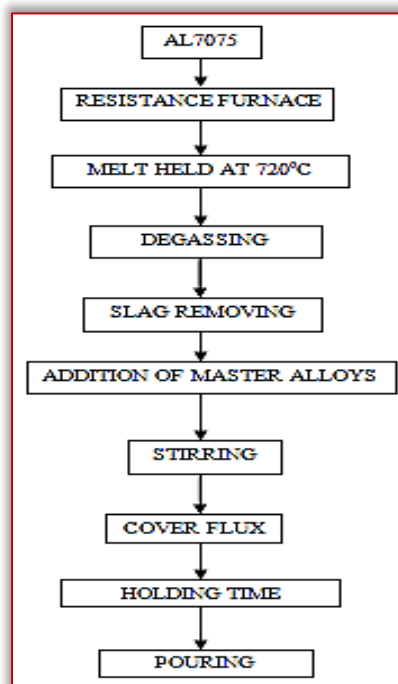 AL7075
RESISTANCE FURNACE
MELT HELD AT 720⁰C
DEGASSING
SLAG REMOVING
ADDITION OF MASTER ALLOYS
STIRRING
COVER FLUX
HOLDING TIME
POURING